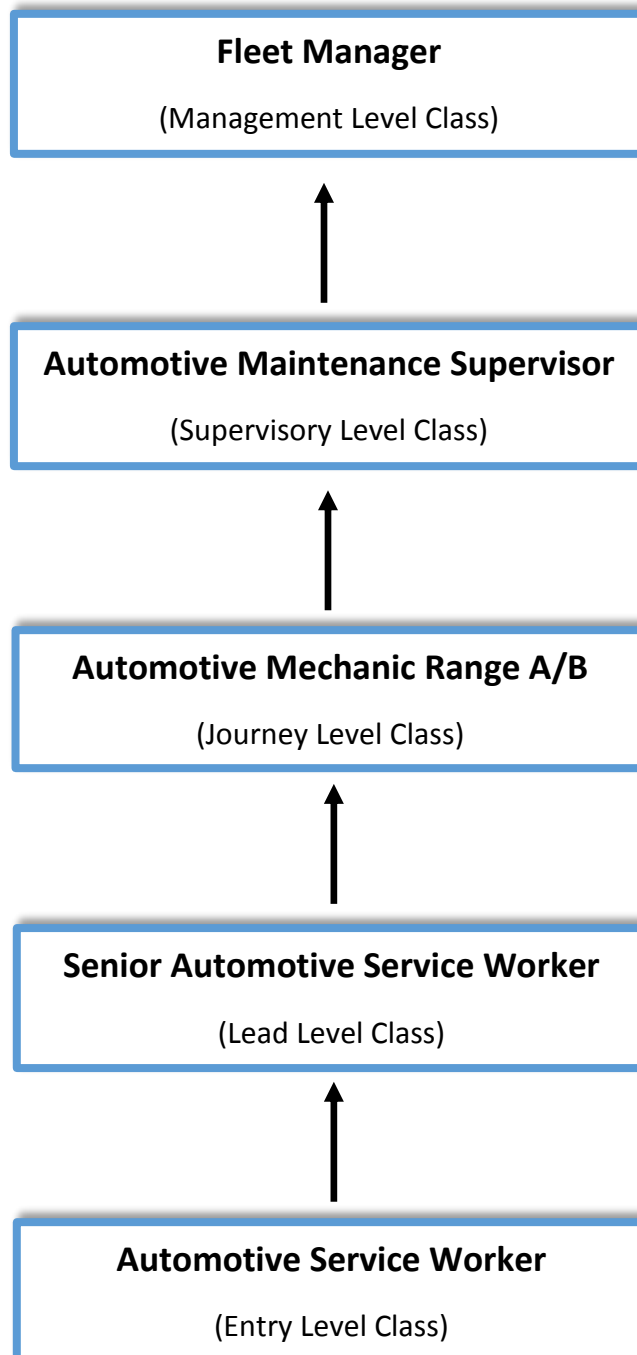 Fleet Manager
(Management Level Class)
Automotive Maintenance Supervisor
(Supervisory Level Class)
Automotive Mechanic Range A/B
(Journey Level Class)
Senior Automotive Service Worker
(Lead Level Class)
Automotive Service Worker
(Entry Level Class)